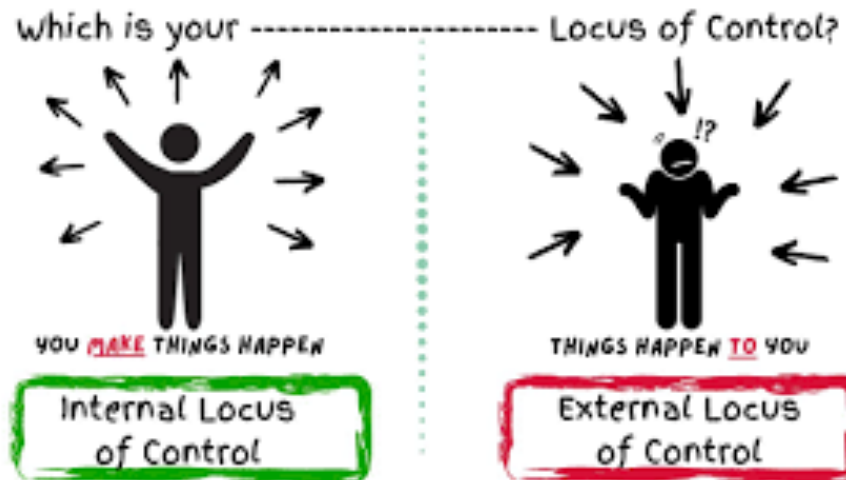 Which is your ---------------------- Locus of Control?
!?
YOU MAKE THINGS HAPPEN
Internal Locus
of Control
THINGS HAPPEN TO YOU
External Locus
of Control